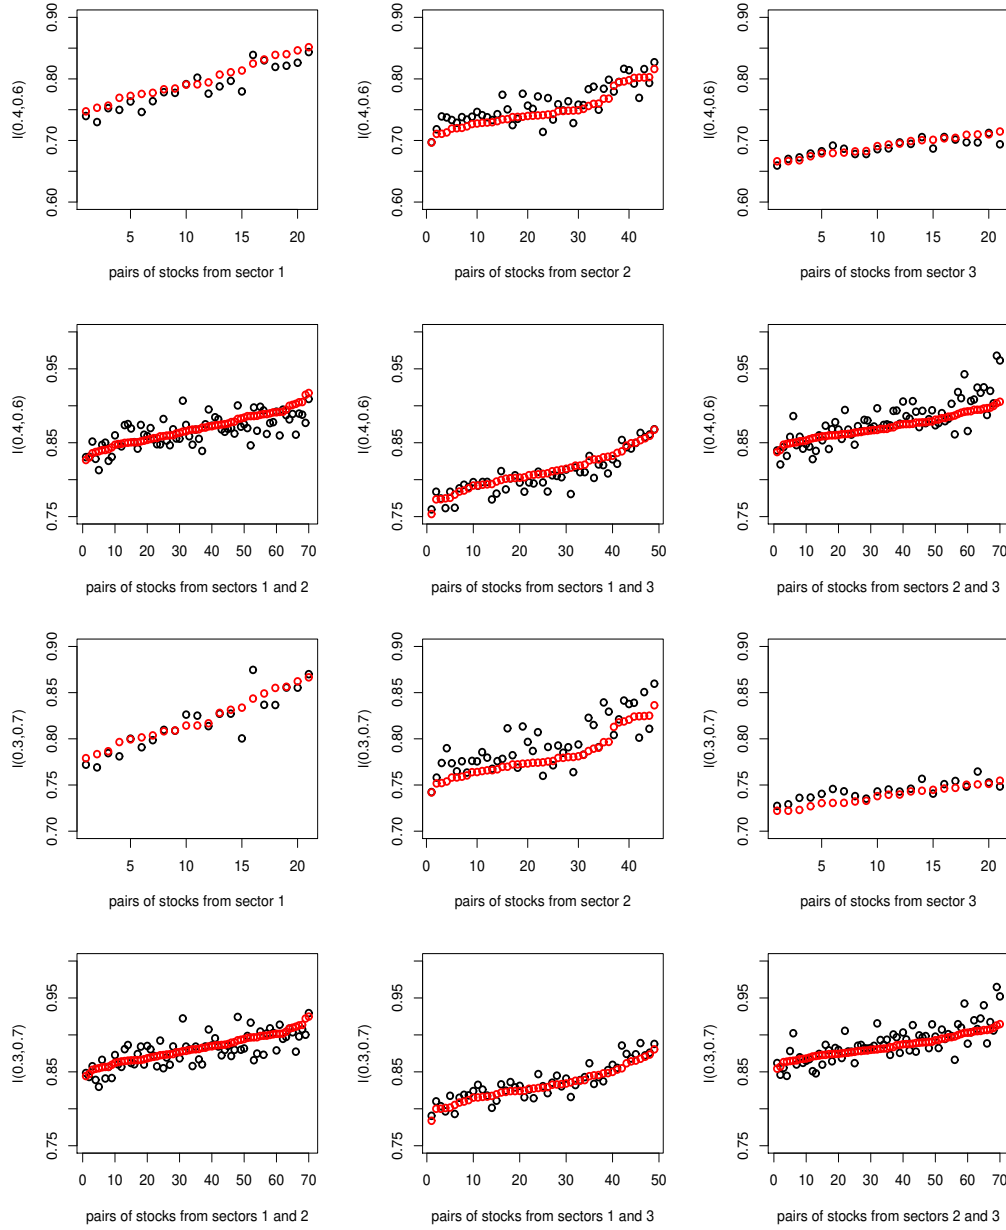 I(0.4,0.6)
0.60 0.70 0.80 0.90
5 10 15 20
pairs of stocks from sector 1
I(0.4,0.6)
0.60 0.70 0.80 0.90
0 10 20 30 40
pairs of stocks from sector 2
I(0.4,0.6)
0.60 0.70 0.80 0.90
5 10 15 20
pairs of stocks from sector 3
I(0.4,0.6)
0.75 0.85 0.95
0 10 20 30 40 50 60 70
pairs of stocks from sectors 1 and 2
I(0.4,0.6)
0.75 0.85 0.95
0 10 20 30 40 50
pairs of stocks from sectors 1 and 3
I(0.4,0.6)
0.75 0.85 0.95
0 10 20 30 40 50 60 70
pairs of stocks from sectors 2 and 3
I(0.3,0.7)
0.70 0.75 0.80 0.85 0.90
5 10 15 20
pairs of stocks from sector 1
I(0.3,0.7)
0.70 0.75 0.80 0.85 0.90
0 10 20 30 40
pairs of stocks from sector 2
I(0.3,0.7)
0.70 0.75 0.80 0.85 0.90
5 10 15 20
pairs of stocks from sector 3
I(0.3,0.7)
0.75 0.85 0.95
0 10 20 30 40 50 60 70
pairs of stocks from sectors 1 and 2
I(0.3,0.7)
0.75 0.85 0.95
0 10 20 30 40 50
pairs of stocks from sectors 1 and 3
I(0.3,0.7)
0.75 0.85 0.95
0 10 20 30 40 50 60 70
pairs of stocks from sectors 2 and 3